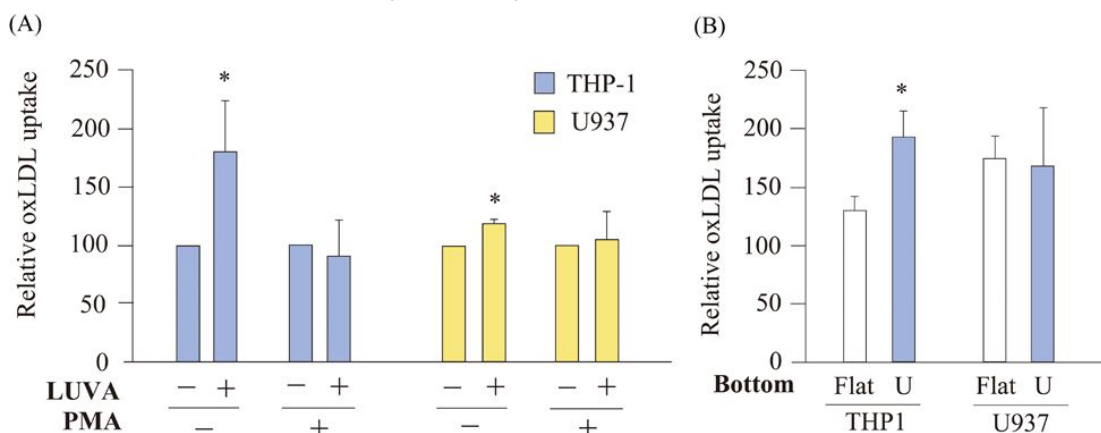 (A)
Relative oxLDL uptake
250
200
150
100
50
0
* *
THP-1
U937
LUVA − + − + − + − +
PMA − + − +
(B)
Relative oxLDL uptake
250
200
150
100
50
0
*
Bottom Flat U Flat U
THP1 U937